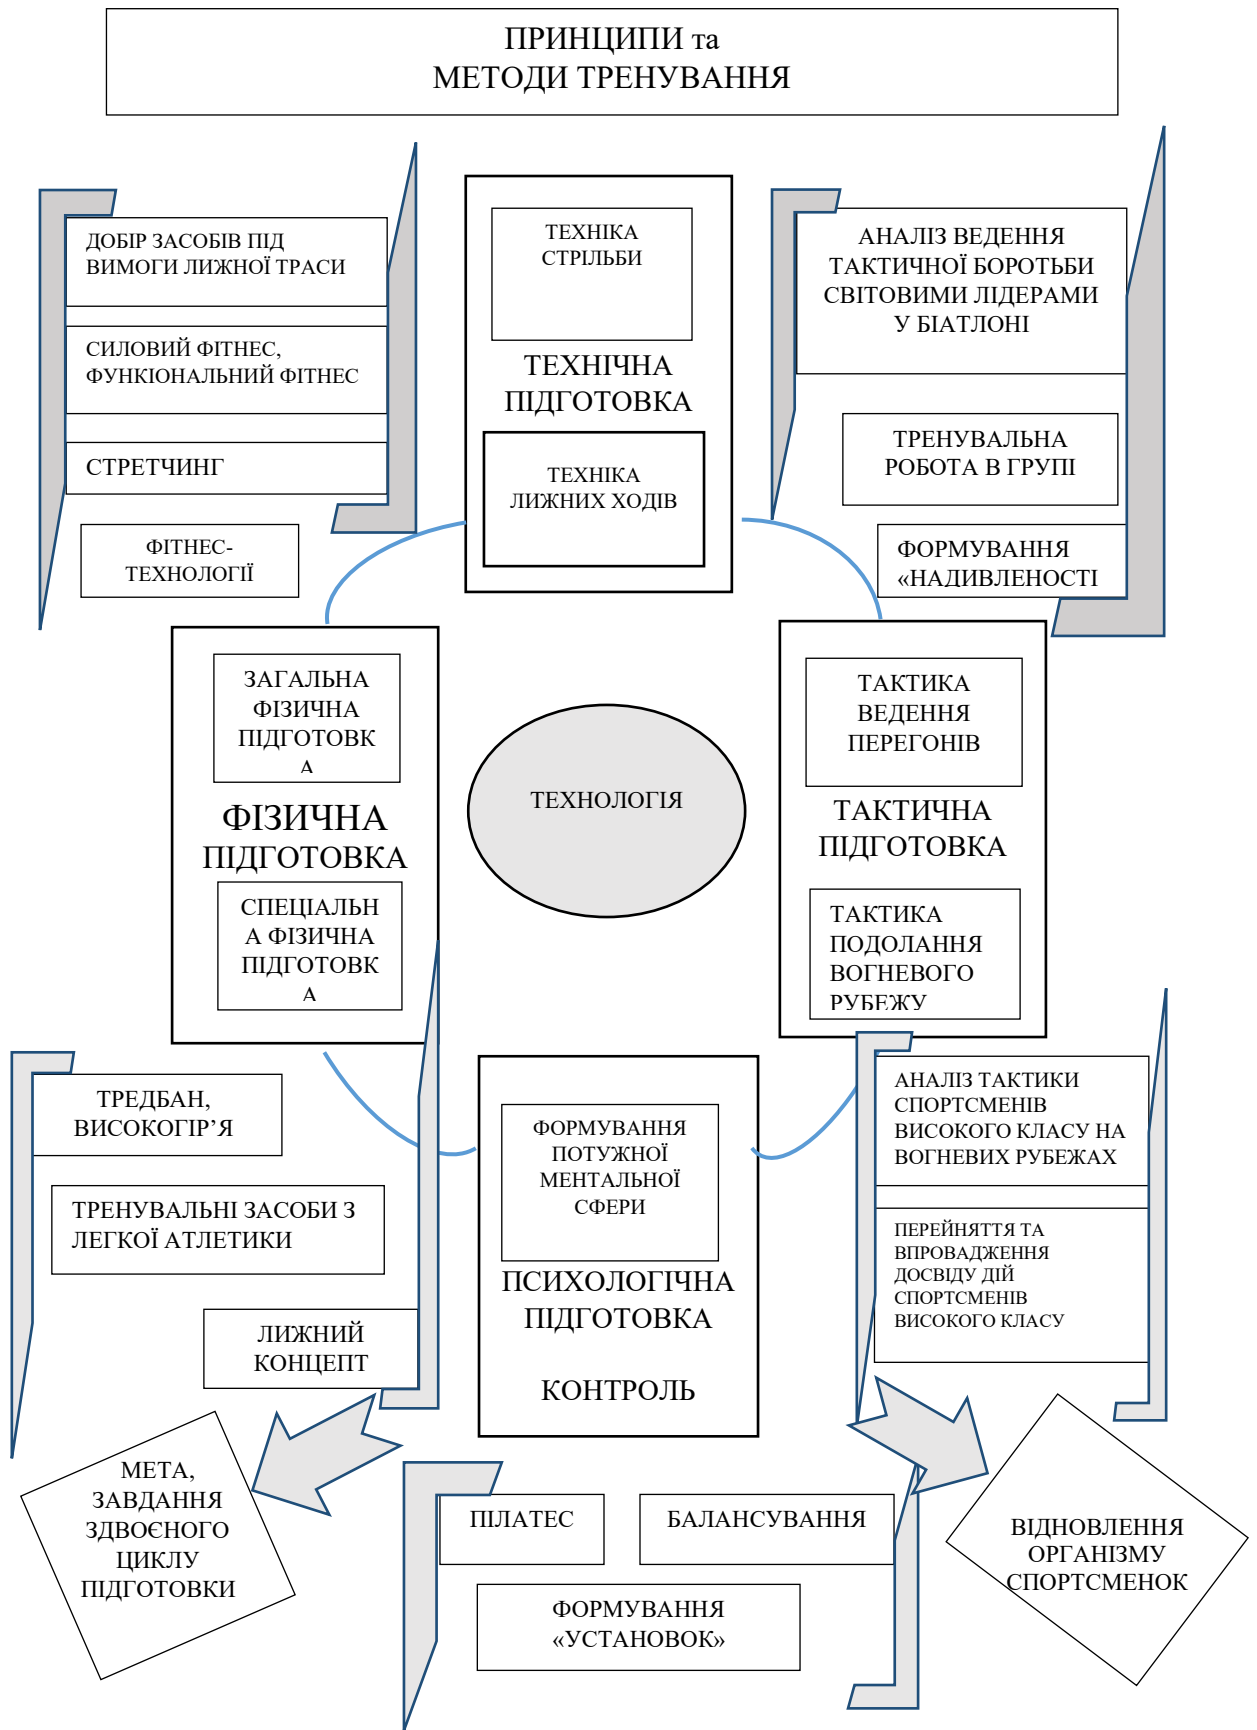 ПРИНЦИПИ та
МЕТОДИ ТРЕНУВАННЯ
ДОБІР ЗАСОБІВ ПІД
ВИМОГИ ЛИЖНОЇ ТРАСИ
СИЛОВИЙ ФІТНЕС,
ФУНКІОНАЛЬНИЙ ФІТНЕС
СТРЕТЧИНГ
ФІТНЕС-
ТЕХНОЛОГІЇ
ТЕХНІКА
СТРІЛЬБИ
ТЕХНІЧНА
ПІДГОТОВКА
ТЕХНІКА
ЛИЖНИХ ХОДІВ
АНАЛІЗ ВЕДЕННЯ
ТАКТИЧНОЇ БОРОТЬБИ
СВІТОВИМИ ЛІДЕРАМИ
У БІАТЛОНІ
ТРЕНУВАЛЬНА
РОБОТА В ГРУПІ
ФОРМУВАННЯ
«НАДИВЛЕНОСТІ
ЗАГАЛЬНА
ФІЗИЧНА
ПІДГОТОВК
А
ФІЗИЧНА
ПІДГОТОВКА
СПЕЦІАЛЬН
А ФІЗИЧНА
ПІДГОТОВК
А
ТЕХНОЛОГІЯ
ТАКТИКА
ВЕДЕННЯ
ПЕРЕГОНІВ
ТАКТИЧНА
ПІДГОТОВКА
ТАКТИКА
ПОДОЛАННЯ
ВОГНЕВОГО
РУБЕЖУ
ТРЕДБАН,
ВИСОКОГІР’Я
ТРЕНУВАЛЬНІ ЗАСОБИ З
ЛЕГКОЇ АТЛЕТИКИ
ЛИЖНИЙ
КОНЦЕПТ
ФОРМУВАННЯ
ПОТУЖНОЇ
МЕНТАЛЬНОЇ
СФЕРИ
ПСИХОЛОГІЧНА
ПІДГОТОВКА
КОНТРОЛЬ
АНАЛІЗ ТАКТИКИ
СПОРТСМЕНІВ
ВИСОКОГО КЛАСУ НА
ВОГНЕВИХ РУБЕЖАХ
ПЕРЕЙНЯТТЯ ТА
ВПРОВАДЖЕННЯ
ДОСВІДУ ДІЙ
СПОРТСМЕНІВ
ВИСОКОГО КЛАСУ
МЕТА,
ЗАВДАННЯ
ЗДВОЄНОГО
ЦИКЛУ
ПІДГОТОВКИ
ПІЛАТЕС
БАЛАНСУВАННЯ
ФОРМУВАННЯ
«УСТАНОВОК»
ВІДНОВЛЕННЯ
ОРГАНІЗМУ
СПОРТСМЕНОК